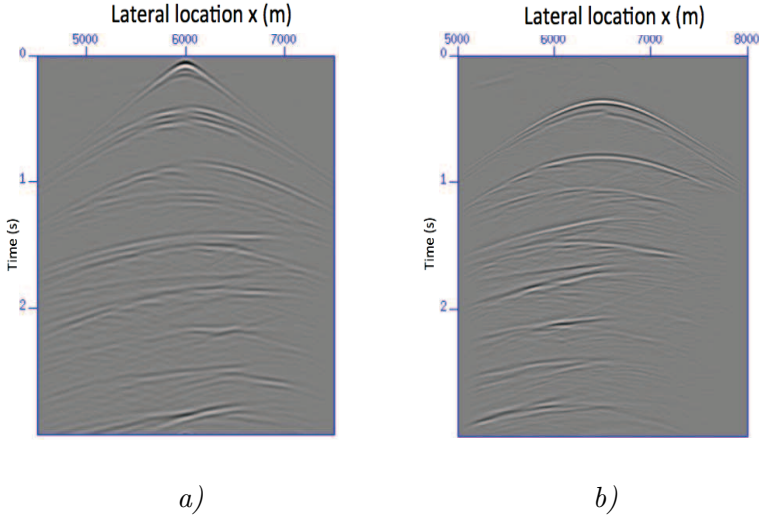 Lateral location x (m)
5000 6000 7000
0
1
2
Time (s)
a)
Lateral location x (m)
5000 6000 7000 8000
0
1
2
Time (s)
b)